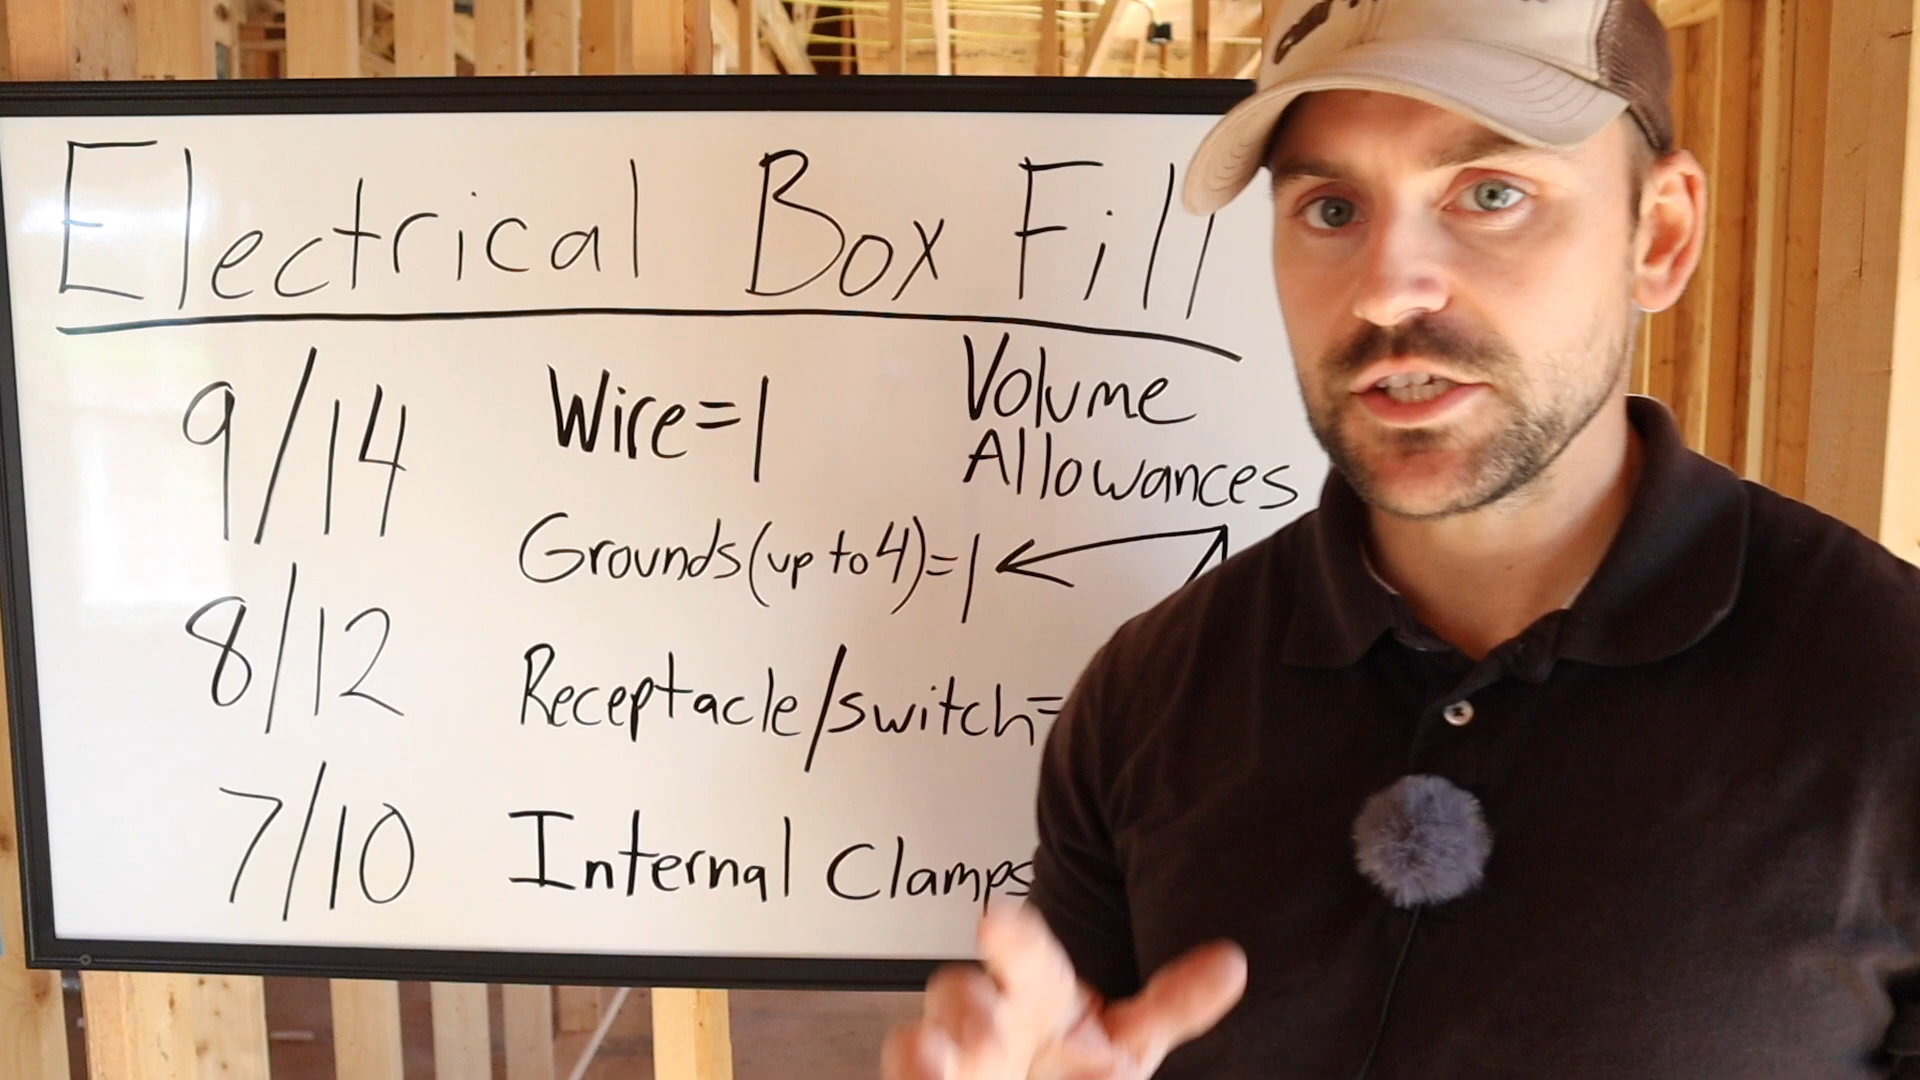 Electrical Box Fill
9/14
8/12
7/10
Wire=1
Grounds(up to 4)=1
Receptacle/switch=
Internal Clamps
Volume
Allowances